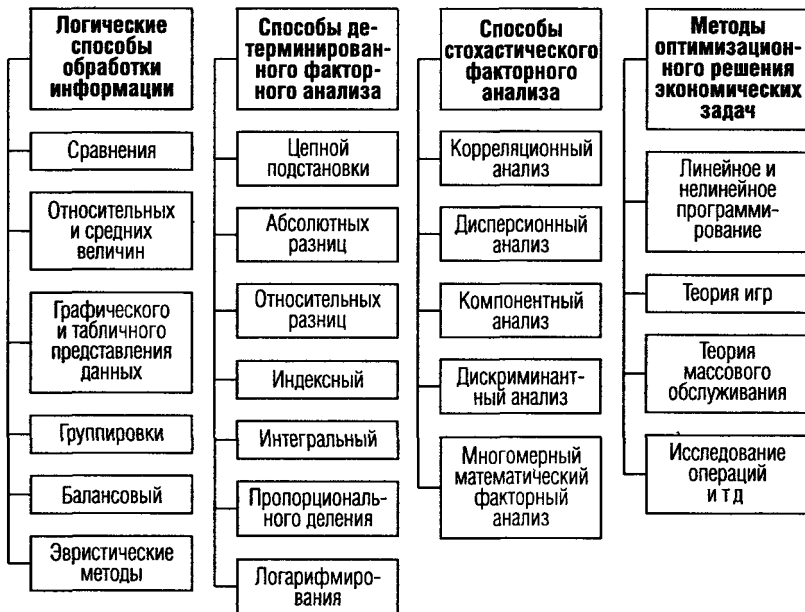 Логические
способы
обработки
информации
Сравнения
Относительных
и средних
величин
Графического
и табличного
представления
данных
Группировки
Балансовый
Эвристические
методы
Способы де-
терминирован-
ного фактор-
ного анализа
Цепной
подстановки
Абсолютных
разниц
Относительных
разниц
Индексный
Интегральный
Пропорциональ-
ного деления
Логарифмиро-
вания
Способы
стохастического
факторного
анализа
Корреляционный
анализ
Дисперсионный
анализ
Компонентный
анализ
Дискриминант-
ный анализ
Многомерный
математический
факторный
анализ
Методы
оптимизацион-
ного решения
экономических
задач
Линейное и
нелинейное
программи-
рование
Теория игр
Теория
массового
обслуживания
Исследование
операций
и т д